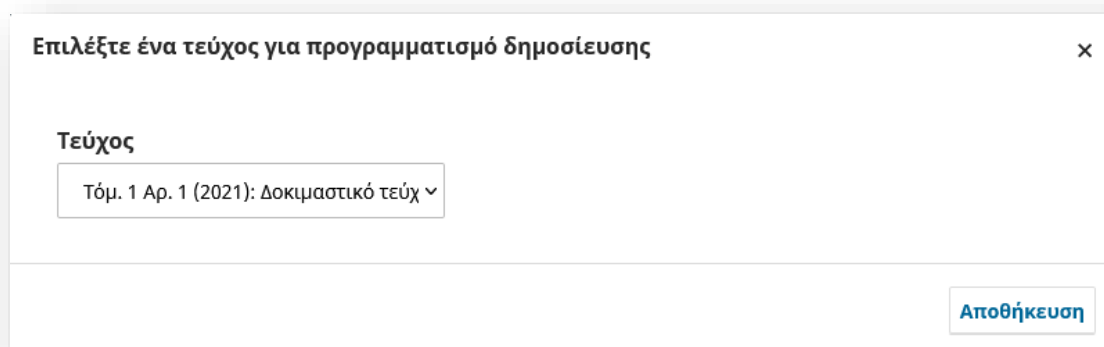 Επιλέξτε ένα τεύχος για προγραμματισμό δημοσίευσης ×
Τεύχος
Τόμ. 1 Αρ. 1 (2021): Δοκιμαστικό τεύχ
Αποθήκευση